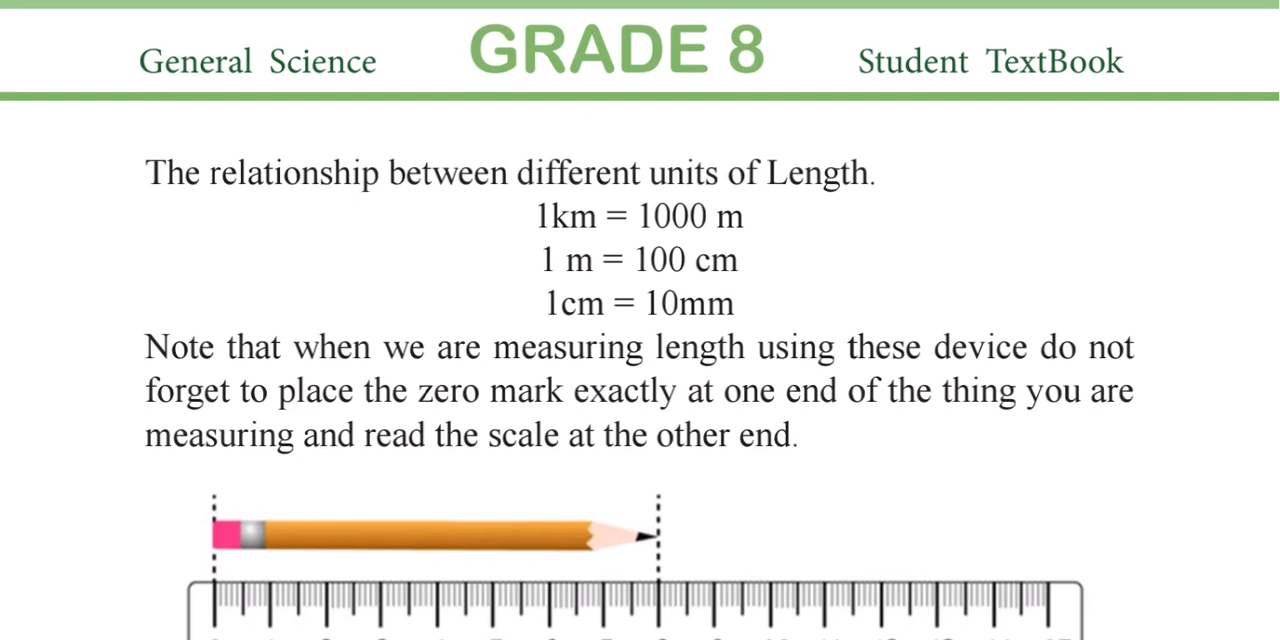 General Science GRADE 8 Student TextBook
The relationship between different units of Length.
1km = 1000 m
1 m = 100 cm
1cm = 10mm
Note that when we are measuring length using these device do not
forget to place the zero mark exactly at one end of the thing you are
measuring and read the scale at the other end.